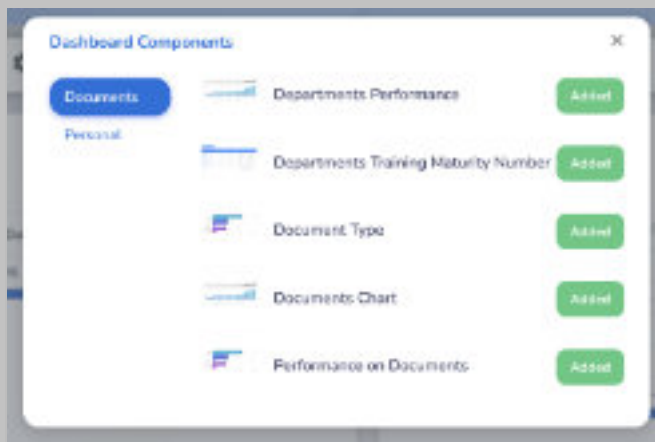 Dashboard Components
Documents
Personal
Departments Performance Added
Departments Training Maturity Number Added
Document Type Added
Documents Chart Added
Performance on Documents Added